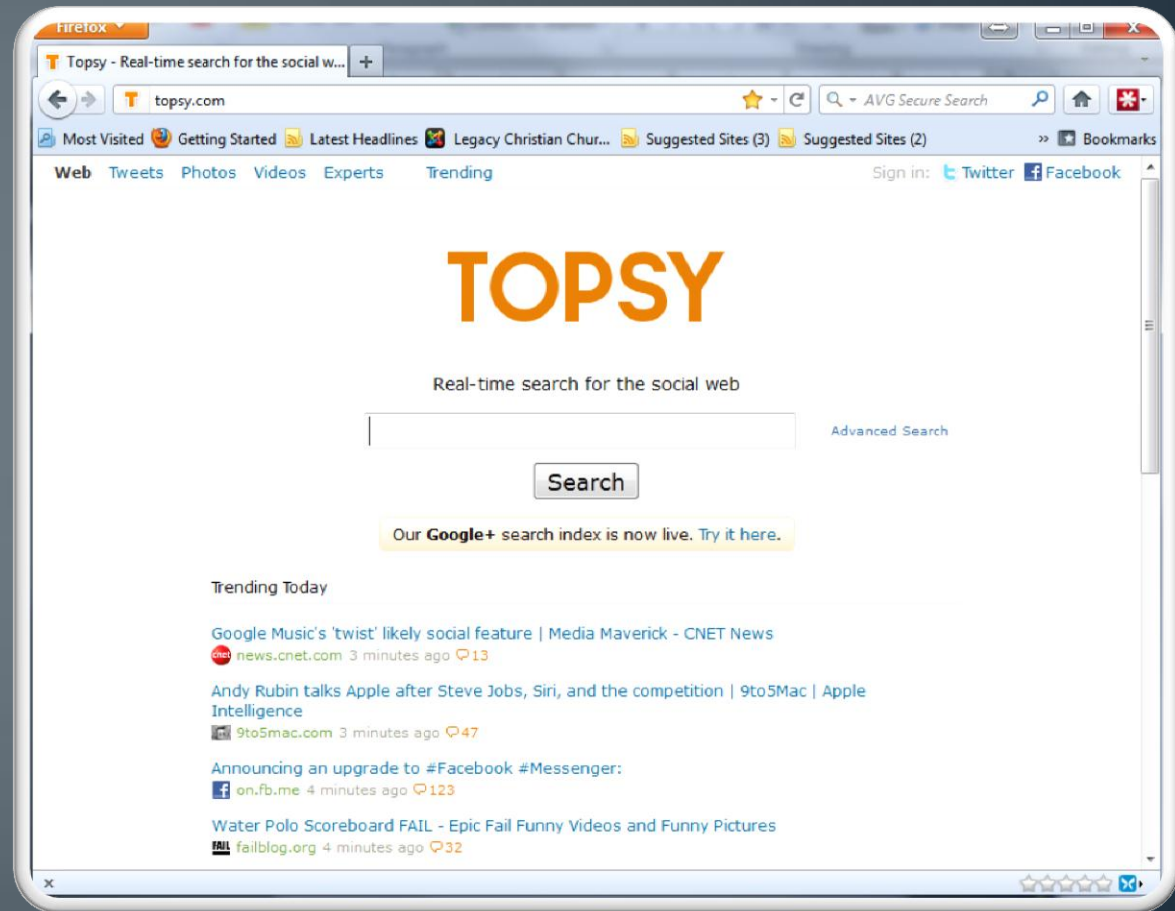 Firefox
Topsy - Real-time search for the social w...
topsy.com
AVG Secure Search
Most Visited Getting Started Latest Headlines Legacy Christian Chur... Suggested Sites (3) Suggested Sites (2) » Bookmarks
Web Tweets Photos Videos Experts Trending Sign in: Twitter Facebook
TOPSY
Real-time search for the social web
Advanced Search
Search
Our Google+ search index is now live. Try it here.
Trending Today
Google Music's 'twist' likely social feature | Media Maverick - CNET News
cnet news.cnet.com 3 minutes ago 13
Andy Rubin talks Apple after Steve Jobs, Siri, and the competition | 9to5Mac | Apple
Intelligence
9to5mac.com 3 minutes ago 47
Announcing an upgrade to #Facebook #Messenger:
on.fb.me 4 minutes ago 123
Water Polo Scoreboard FAIL - Epic Fail Funny Videos and Funny Pictures
FAIL failblog.org 4 minutes ago 32